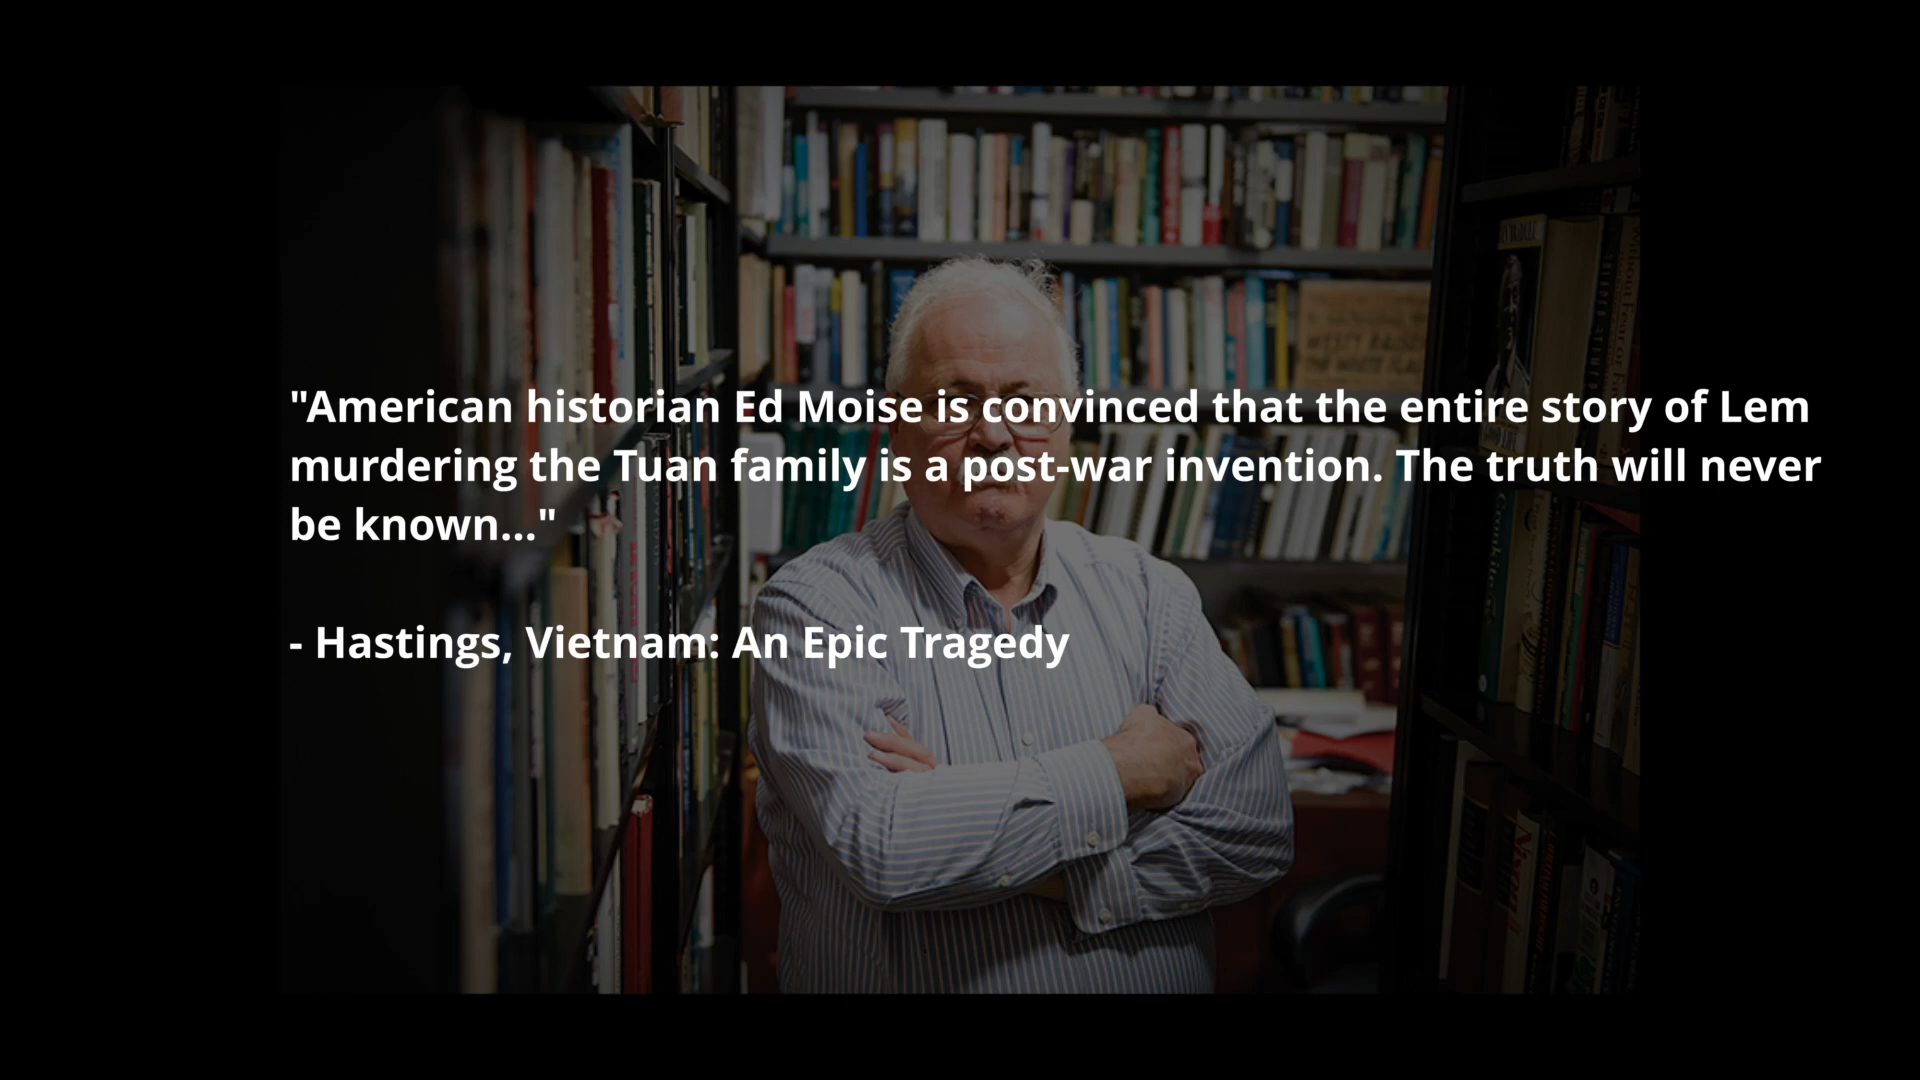 "American historian Ed Moise is convinced that the entire story of Lem
murdering the Tuan family is a post-war invention. The truth will never
be known..."
- Hastings, Vietnam: An Epic Tragedy